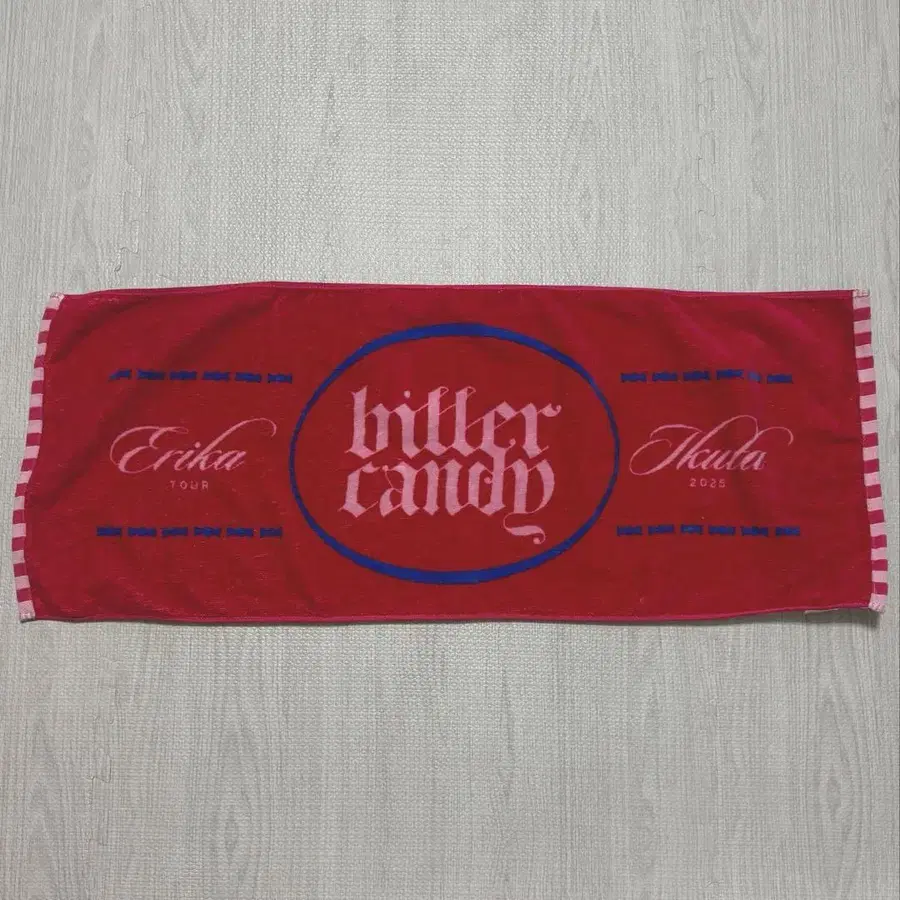 bitter
candy
Erika
TOUR
Ikuta
2025